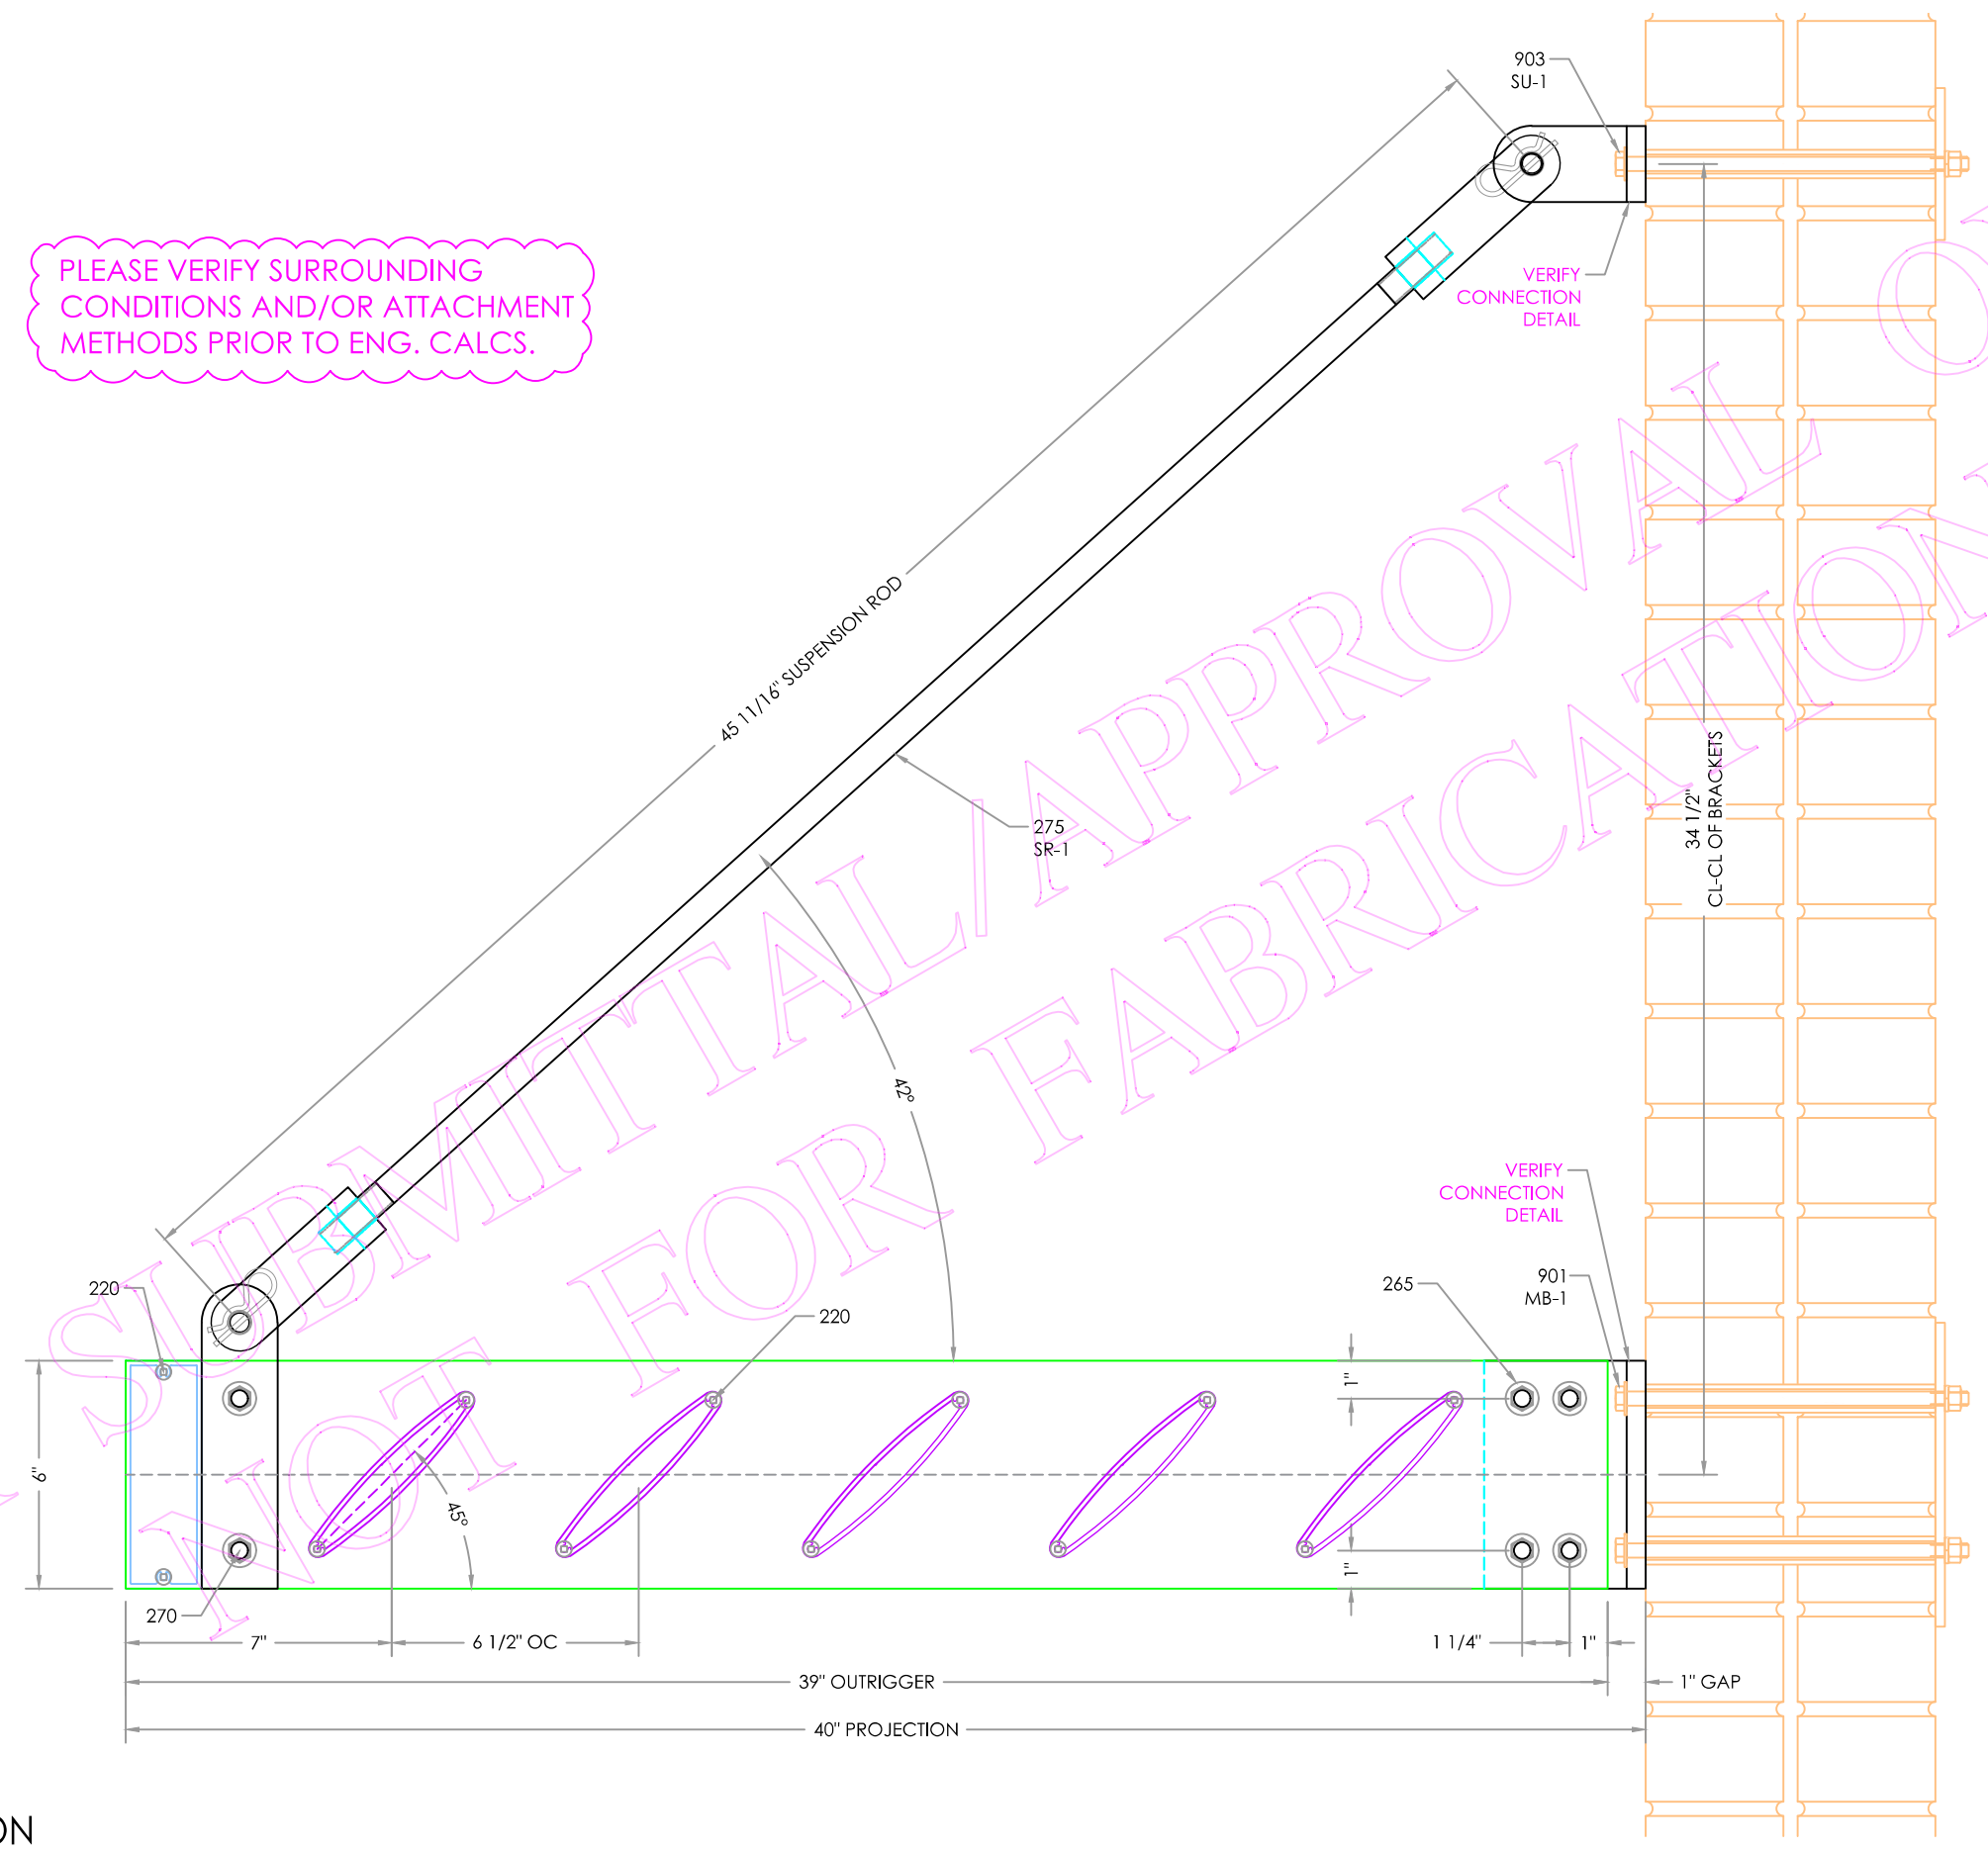 903
SU-1
PLEASE VERIFY SURROUNDING
CONDITIONS AND/OR ATTACHMENT
METHODS PRIOR TO ENG. CALCS.
VERIFY
CONNECTION
DETAIL
45 11/16" SUSPENSION ROD
34 1/2"
CL-CL OF BRACKETS
275
SR-1
SUBMITTAL/APPROVAL
NOT FOR FABRICATION
42°
VERIFY
CONNECTION
DETAIL
220
220
265
901
MB-1
1"
6"
45°
1"
270
7"
6 1/2" OC
1 1/4"
1"
39" OUTRIGGER
1" GAP
40" PROJECTION
ON